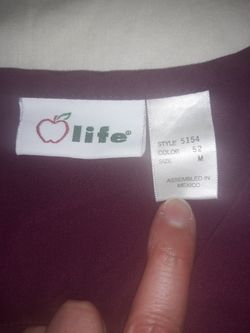 life®
STYLE 5154
COLOR 52
SIZE M
ASSEMBLED IN
MEXICO